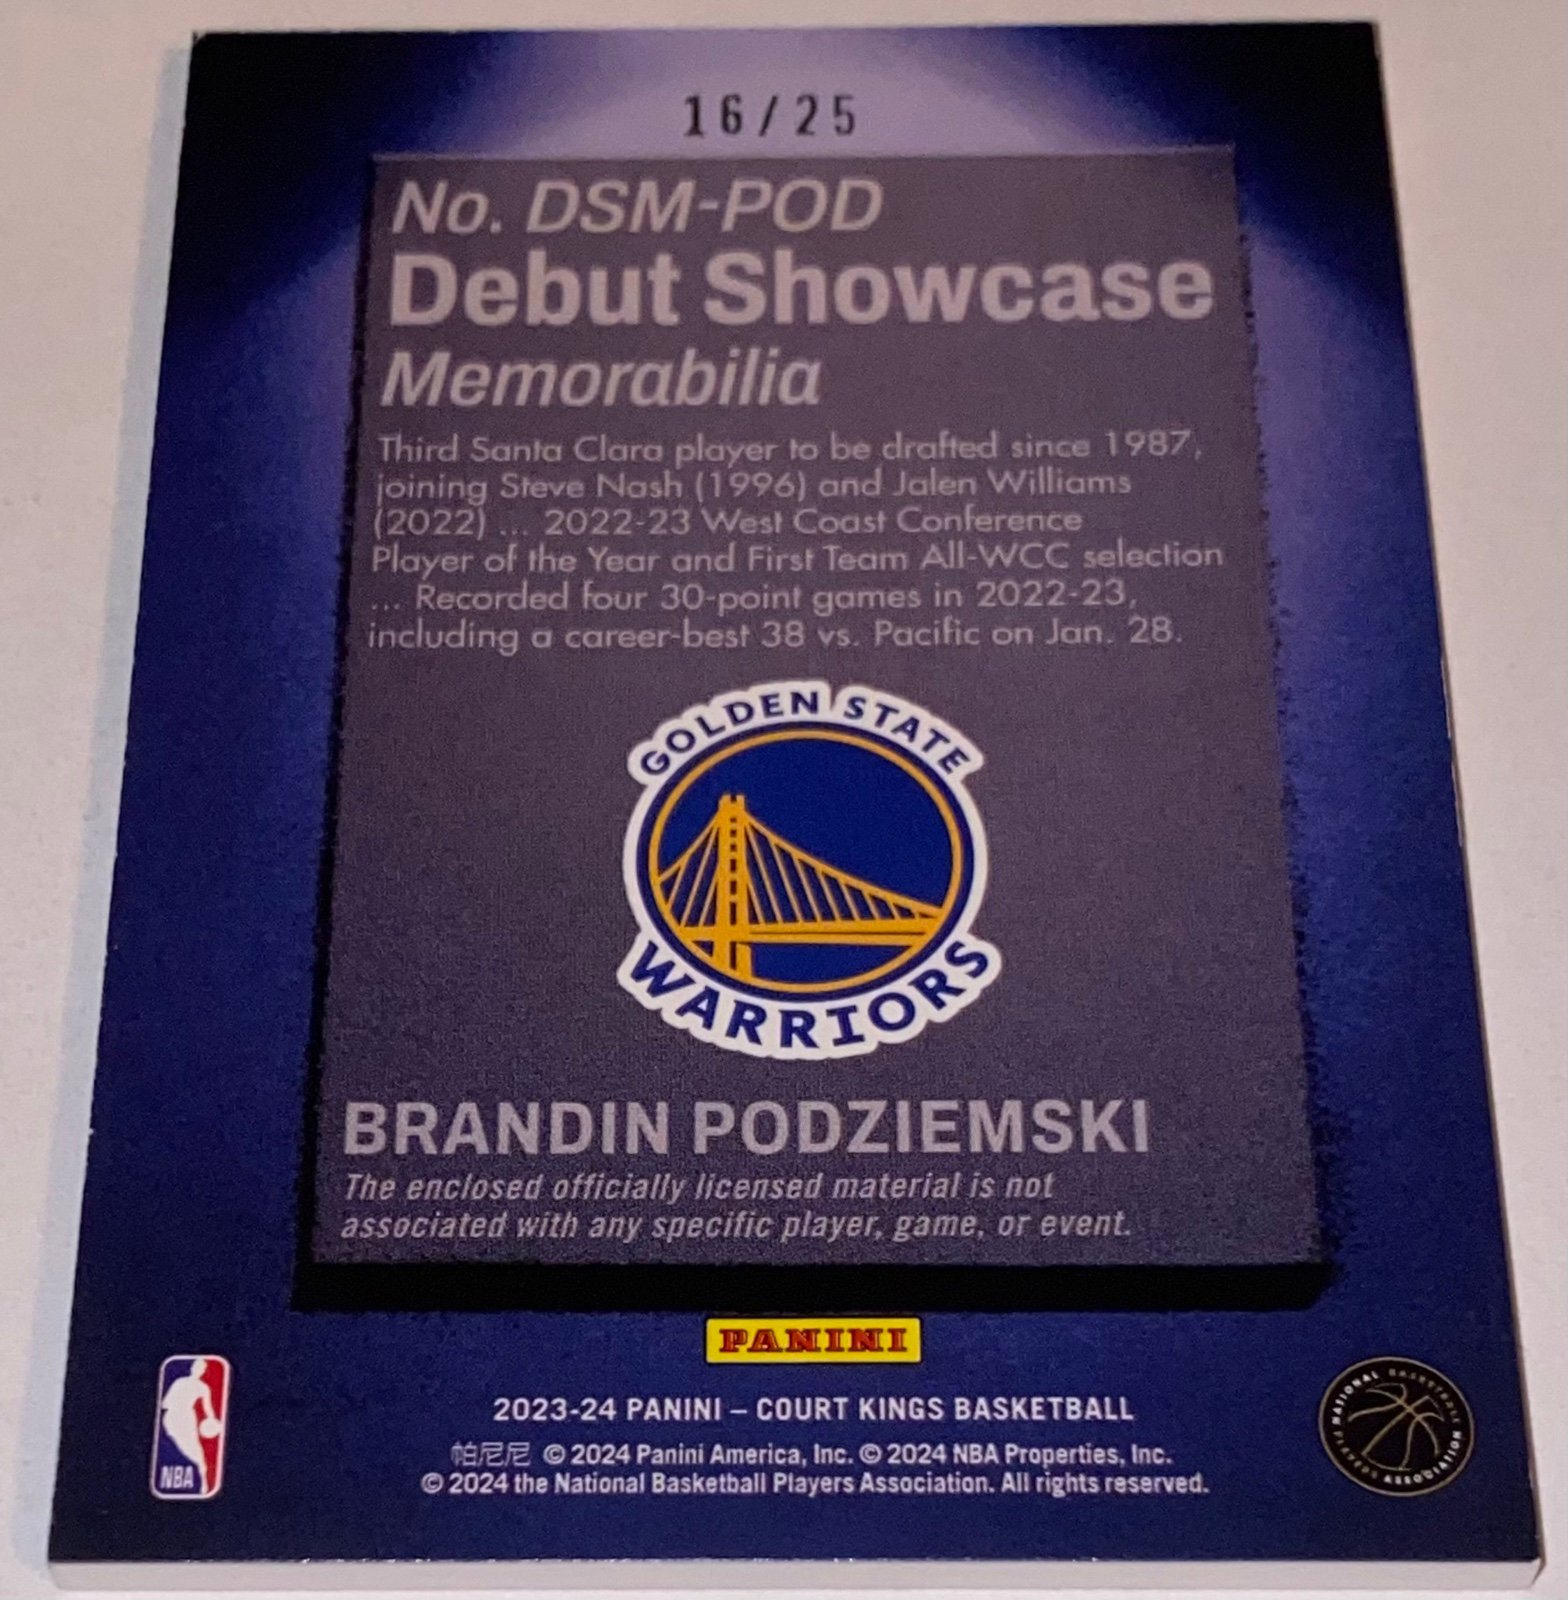 16/25
No. DSM-POD
Debut Showcase
Memorabilia
Third Santa Clara player to be drafted since 1987,
joining Steve Nash (1996) and Jalen Williams
(2022) ... 2022-23 West Coast Conference
Player of the Year and First Team All-WCC selection
... Recorded four 30-point games in 2022-23,
including a career-best 38 vs. Pacific on Jan. 28.
GOLDEN STATE
WARRIORS
BRANDIN PODZIEMSKI
The enclosed officially licensed material is not
associated with any specific player, game, or event.
PANINI
2023-24 PANINI – COURT KINGS BASKETBALL
帕尼尼 © 2024 Panini America, Inc. © 2024 NBA Properties, Inc.
© 2024 the National Basketball Players Association. All rights reserved.
NBA
NATIONAL BASKETBALL
PLAYERS ASSOCIATION